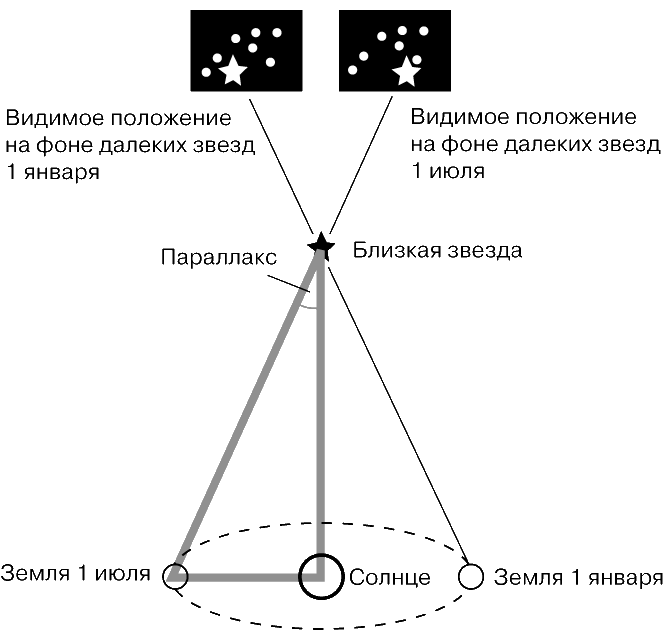 Видимое положение
на фоне далеких звезд
1 января
Видимое положение
на фоне далеких звезд
1 июля
Параллакс
Близкая звезда
Земля 1 июля
Солнце
Земля 1 января